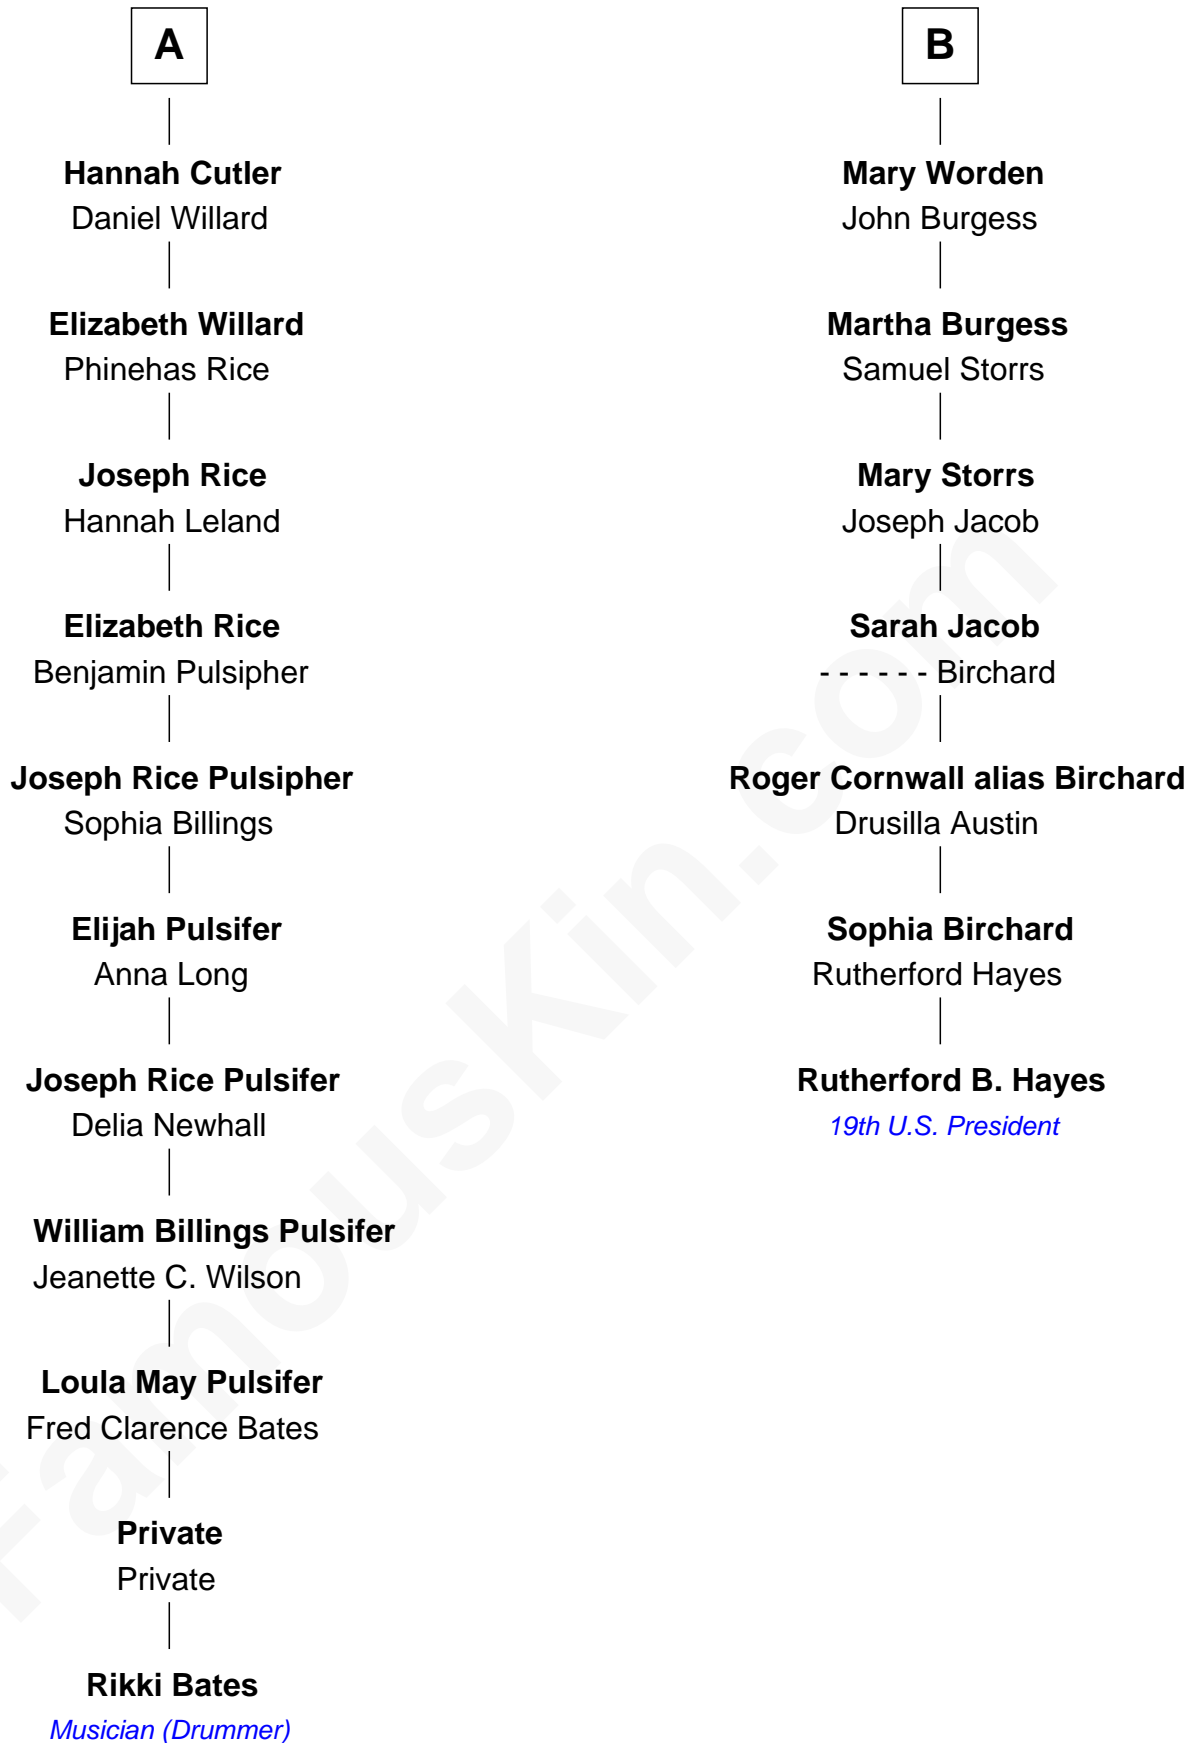 A
Hannah Cutler
Daniel Willard
Elizabeth Willard
Phinehas Rice
Joseph Rice
Hannah Leland
Elizabeth Rice
Benjamin Pulsipher
Joseph Rice Pulsipher
Sophia Billings
Elijah Pulsifer
Anna Long
Joseph Rice Pulsifer
Delia Newhall
William Billings Pulsifer
Jeanette C. Wilson
Loula May Pulsifer
Fred Clarence Bates
Private
Private
Rikki Bates
Musician (Drummer)
B
Mary Worden
John Burgess
Martha Burgess
Samuel Storrs
Mary Storrs
Joseph Jacob
Sarah Jacob
- - - - - - Birchard
Roger Cornwall alias Birchard
Drusilla Austin
Sophia Birchard
Rutherford Hayes
Rutherford B. Hayes
19th U.S. President
FamousKin.com